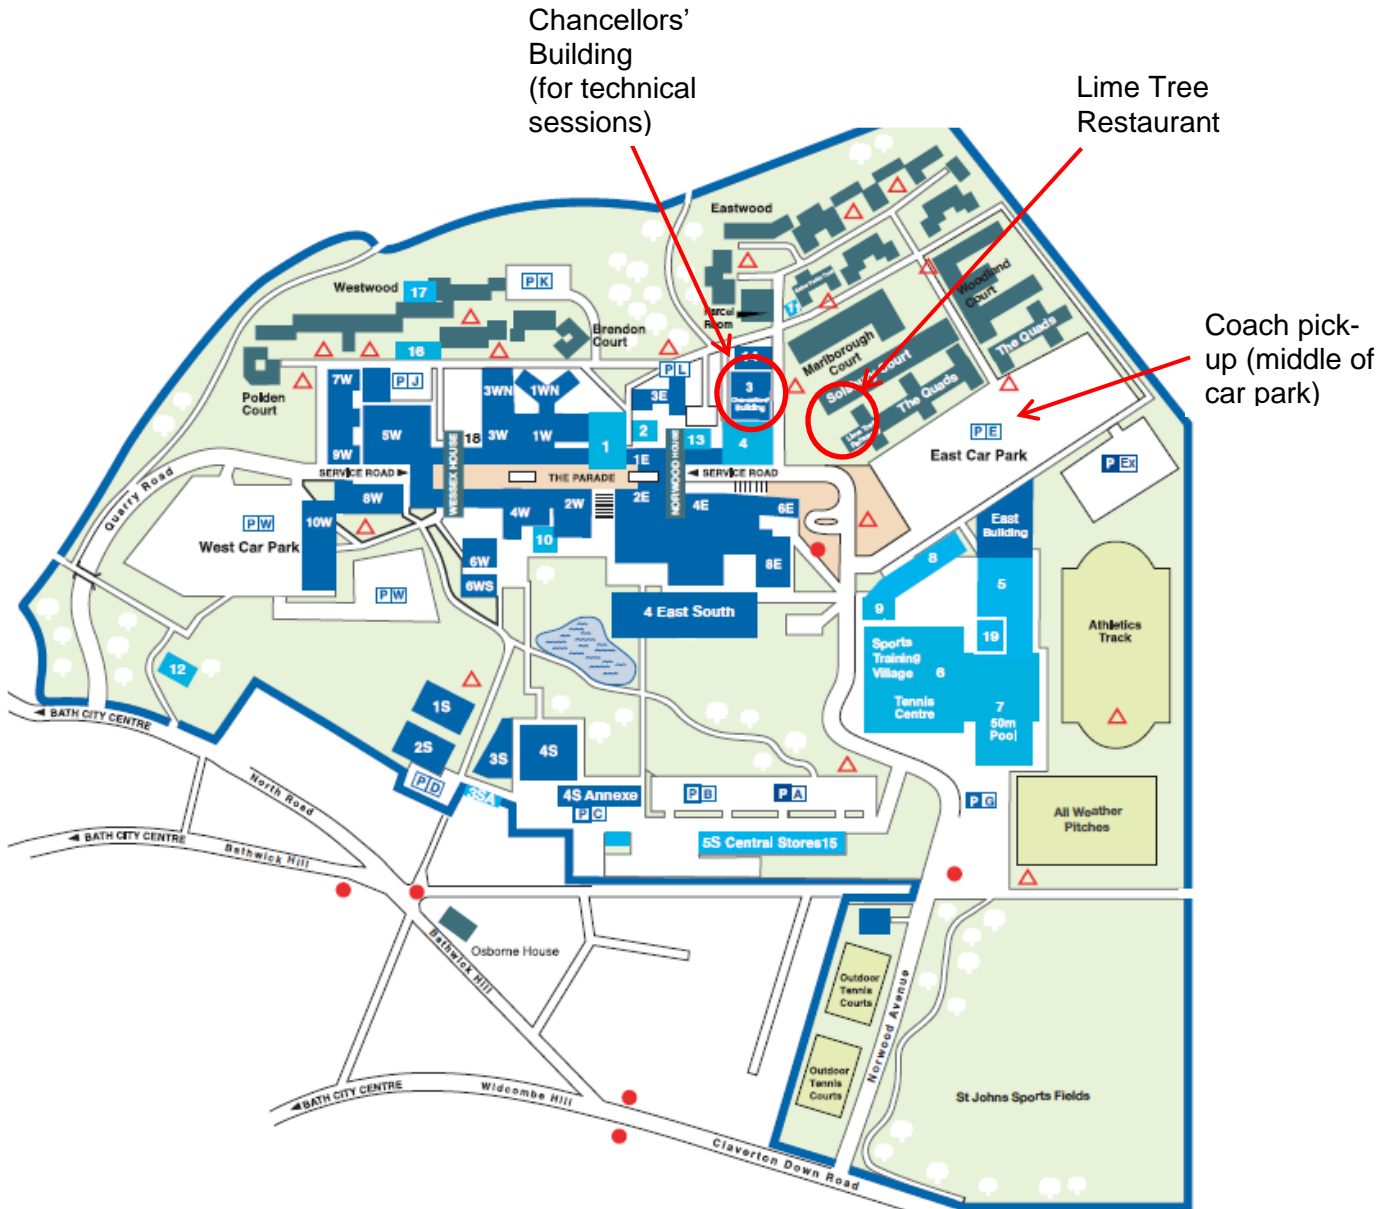 Chancellors’
Building
(for technical
sessions)
Lime Tree
Restaurant
Coach pick-
up (middle of
car park)
Eastwood
Westwood
17
P K
Parcel
Room
Woodland
Court
Brendon
Court
16
Marlborough
Court
The Quads
Polden
Court
7W
P J
3WN
1WN
P L
3E
3
Chancellors'
Building
Court
The Quads
Lime Tree
5W
18
3W
1W
1
2
13
4
P E
East Car Park
P Ex
9W
WESSEX HOUSE
1E
NORWOOD HOUSE
SERVICE ROAD
THE PARADE
SERVICE ROAD
Quarry Road
8W
2W
2E
4E
6E
4W
East
Building
P W
10W
West Car Park
10
6W
8E
8
5
P W
6WS
4 East South
9
19
Athletics
Track
Sports
Training
Village
6
12
Tennis
Centre
7
50m
Pool
1S
2S
3S
4S
BATH CITY CENTRE
P D
3SA
4S Annexe
P C
P B
P A
P G
All Weather
Pitches
North Road
BATH CITY CENTRE
Bathwick Hill
5S Central Stores15
Bathwick Hill
Osborne House
Outdoor
Tennis
Courts
Norwood Avenue
Outdoor
Tennis
Courts
BATH CITY CENTRE
Widcombe Hill
St Johns Sports Fields
Claverton Down Road